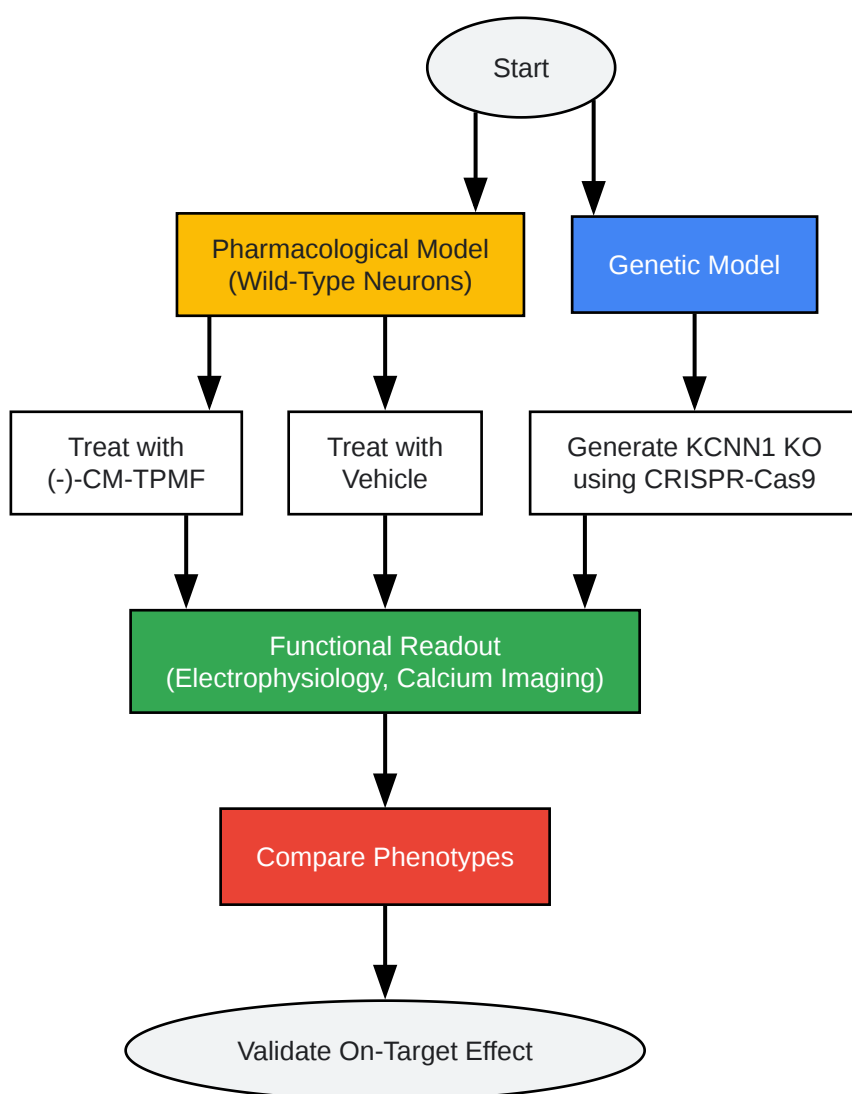 Start
Pharmacological Model
(Wild-Type Neurons)
Genetic Model
Treat with
(-)-CM-TPMF
Treat with
Vehicle
Generate KCNN1 KO
using CRISPR-Cas9
Functional Readout
(Electrophysiology, Calcium Imaging)
Compare Phenotypes
Validate On-Target Effect